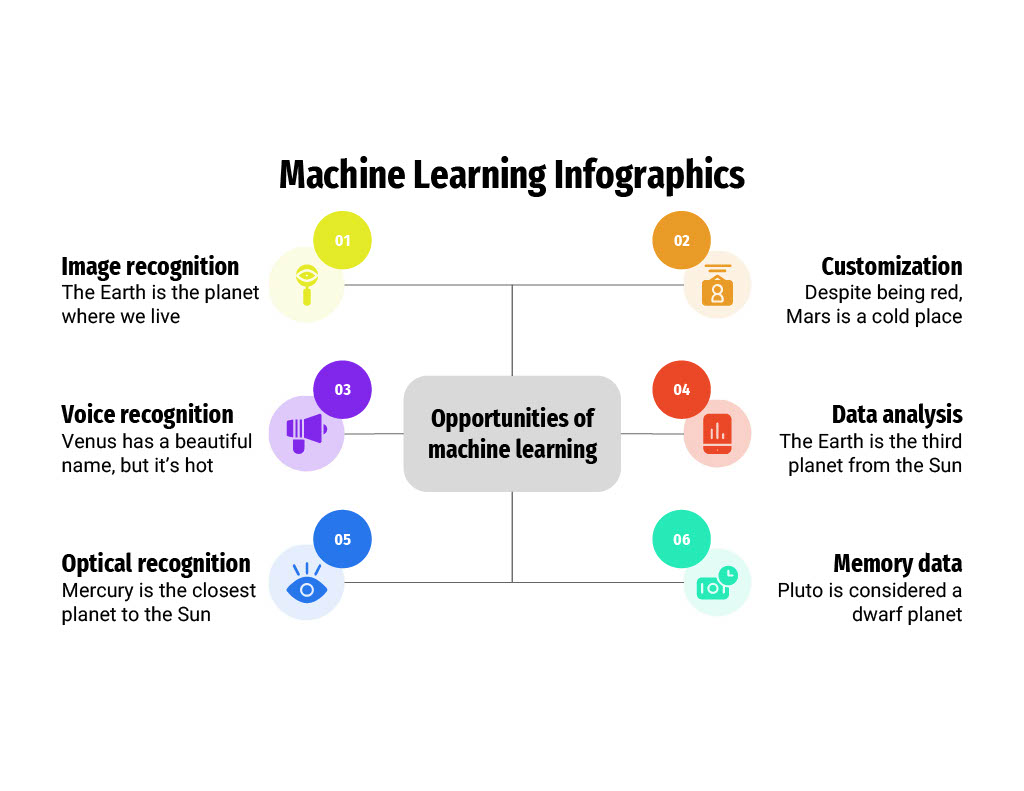 Machine Learning Infographics
01
Image recognition
The Earth is the planet
where we live
02
Customization
Despite being red,
Mars is a cold place
03
Voice recognition
Venus has a beautiful
name, but it’s hot
Opportunities of
machine learning
04
Data analysis
The Earth is the third
planet from the Sun
05
Optical recognition
Mercury is the closest
planet to the Sun
06
Memory data
Pluto is considered a
dwarf planet